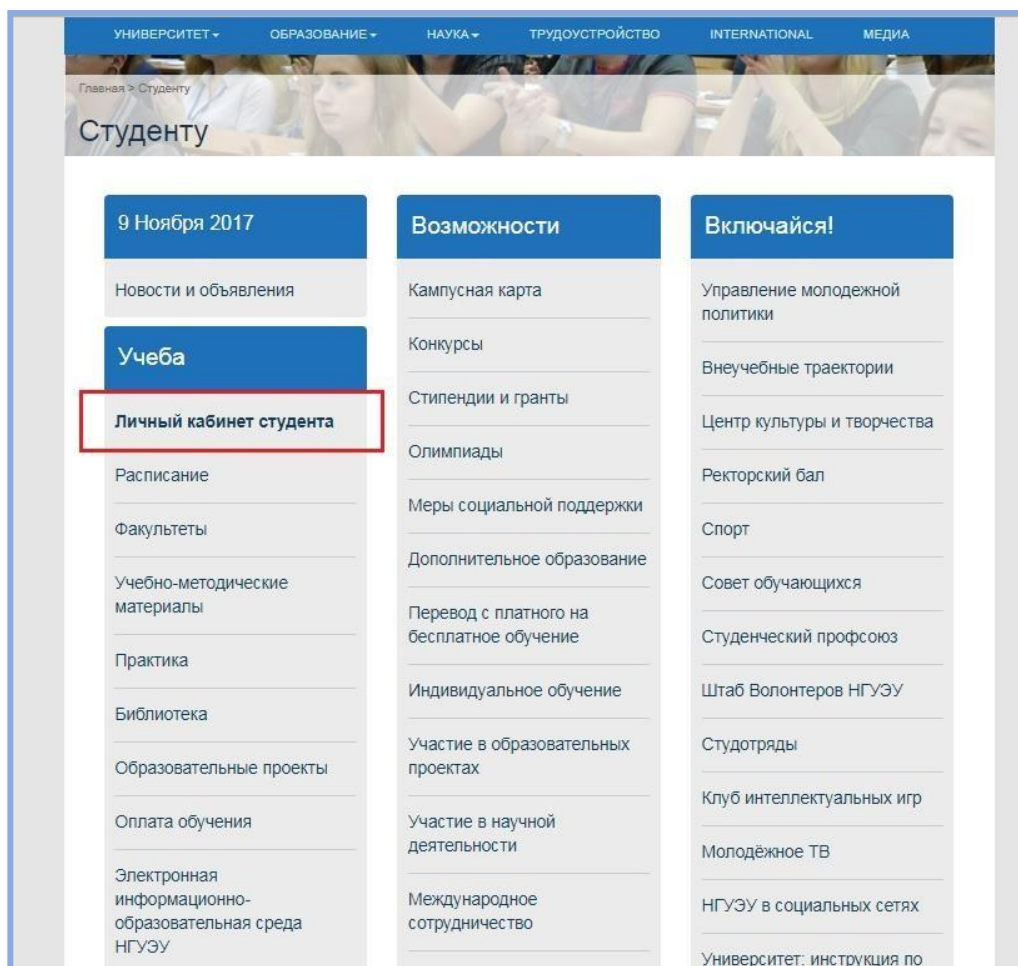 УНИВЕРСИТЕТ ОБРАЗОВАНИЕ НАУКА ТРУДОУСТРОЙСТВО INTERNATIONAL МЕДИА
Главная > Студенту
Студенту
9 Ноября 2017
Новости и объявления
Учеба
Личный кабинет студента
Расписание
Факультеты
Учебно-методические
материалы
Практика
Библиотека
Образовательные проекты
Оплата обучения
Электронная
информационно-
образовательная среда
НГУЭУ
Возможности
Кампусная карта
Конкурсы
Стипендии и гранты
Олимпиады
Меры социальной поддержки
Дополнительное образование
Перевод с платного на
бесплатное обучение
Индивидуальное обучение
Участие в образовательных
проектах
Участие в научной
деятельности
Международное
сотрудничество
Включайся!
Управление молодежной
политики
Внеучебные траектории
Центр культуры и творчества
Ректорский бал
Спорт
Совет обучающихся
Студенческий профсоюз
Штаб Волонтеров НГУЭУ
Студотряды
Клуб интеллектуальных игр
Молодёжное ТВ
НГУЭУ в социальных сетях
Университет: инструкция по